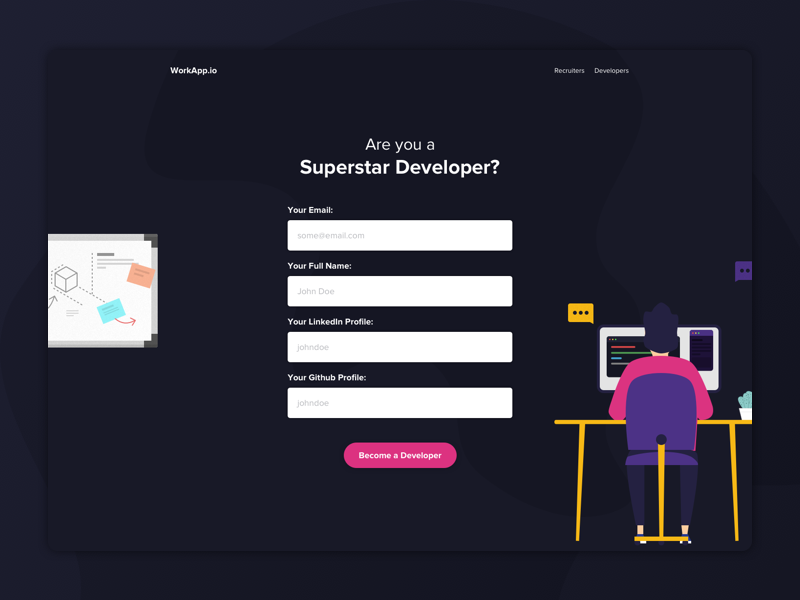 WorkApp.io
Recruiters Developers
Are you a
Superstar Developer?
Your Email:
some@email.com
Your Full Name:
John Doe
Your LinkedIn Profile:
johndoe
Your Github Profile:
johndoe
Become a Developer